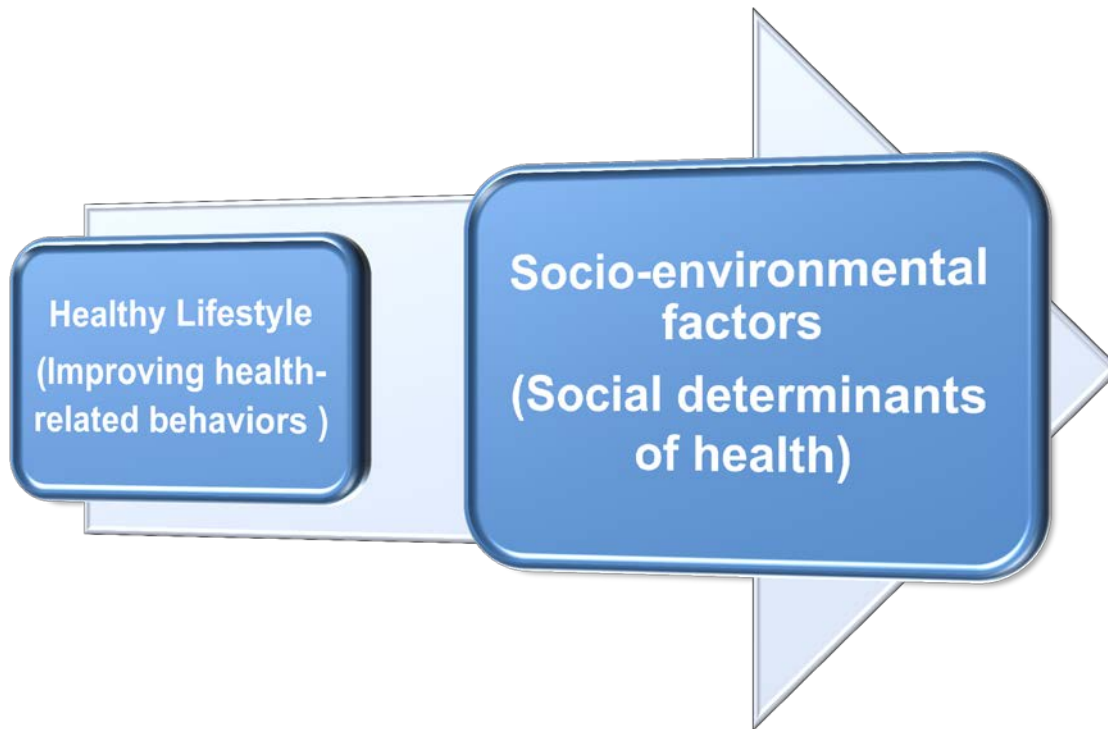 Healthy Lifestyle
(Improving health-
related behaviors )
Socio-environmental
factors
(Social determinants
of health)